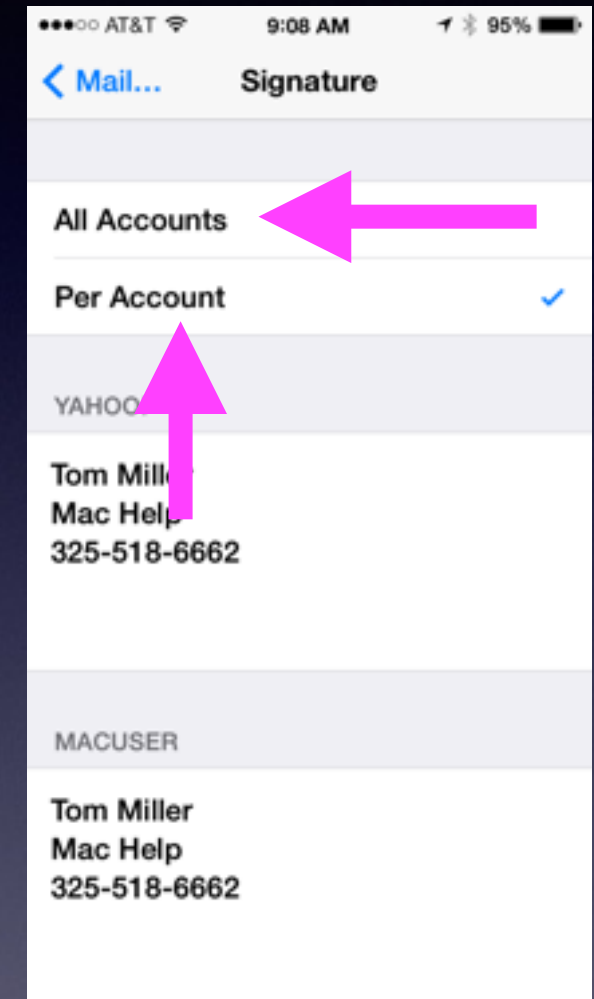 AT&T 9:08 AM 95%
Mail... Signature
All Accounts
Per Account
YAHOO
Tom Miller
Mac Help
325-518-6662
MACUSER
Tom Miller
Mac Help
325-518-6662